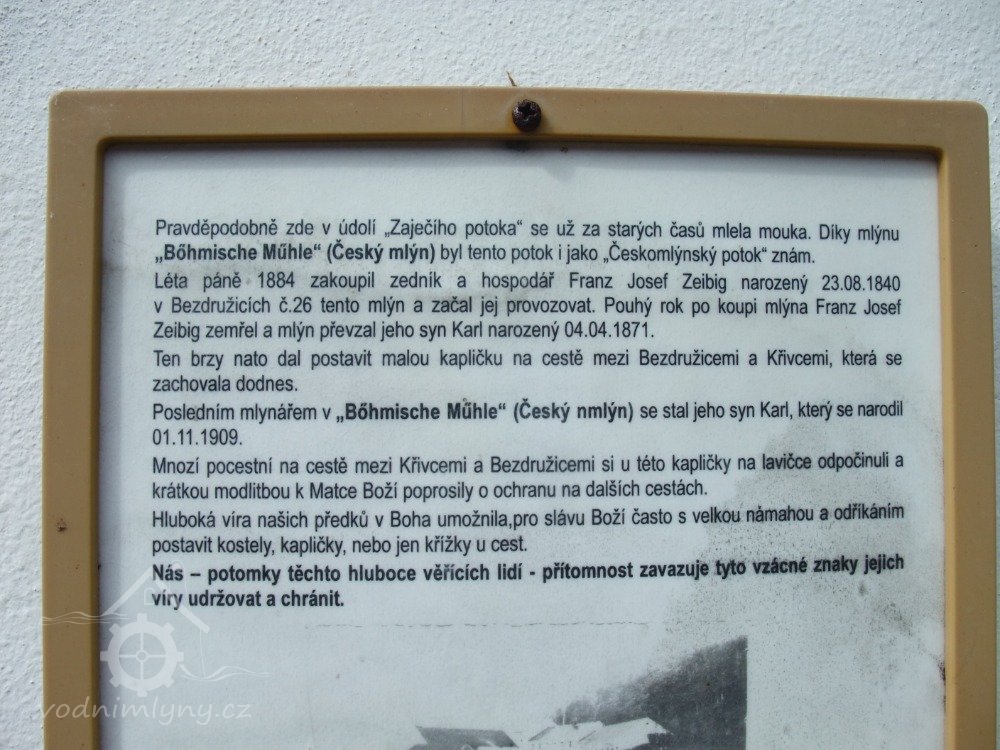 Pravděpodobně zde v údolí „Zaječího potoka“ se už za starých časů mlela mouka. Díky mlýnu
„Bőhmische Műhle“ (Český mlýn) byl tento potok i jako „Českomlýnský potok“ znám.
Léta páně 1884 zakoupil zedník a hospodář Franz Josef Zeibig narozený 23.08.1840
v Bezdružicích č.26 tento mlýn a začal jej provozovat. Pouhý rok po koupi mlýna Franz Josef
Zeibig zemřel a mlýn převzal jeho syn Karl narozený 04.04.1871.
Ten brzy nato dal postavit malou kapličku na cestě mezi Bezdružicemi a Křivcemi, která se
zachovala dodnes.
Posledním mlynářem v „Bőhmische Műhle“ (Český nmlýn) se stal jeho syn Karl, který se narodil
01.11.1909.
Mnozí pocestní na cestě mezi Křivcemi a Bezdružicemi si u této kapličky na lavičce odpočinuli a
krátkou modlitbou k Matce Boží poprosily o ochranu na dalších cestách.
Hluboká víra našich předků v Boha umožnila,pro slávu Boží často s velkou námahou a odříkáním
postavit kostely, kapličky, nebo jen křížky u cest.
Nás – potomky těchto hluboce věřících lidí - přítomnost zavazuje tyto vzácné znaky jejich
víry udržovat a chránit.
vodnimlyny.cz